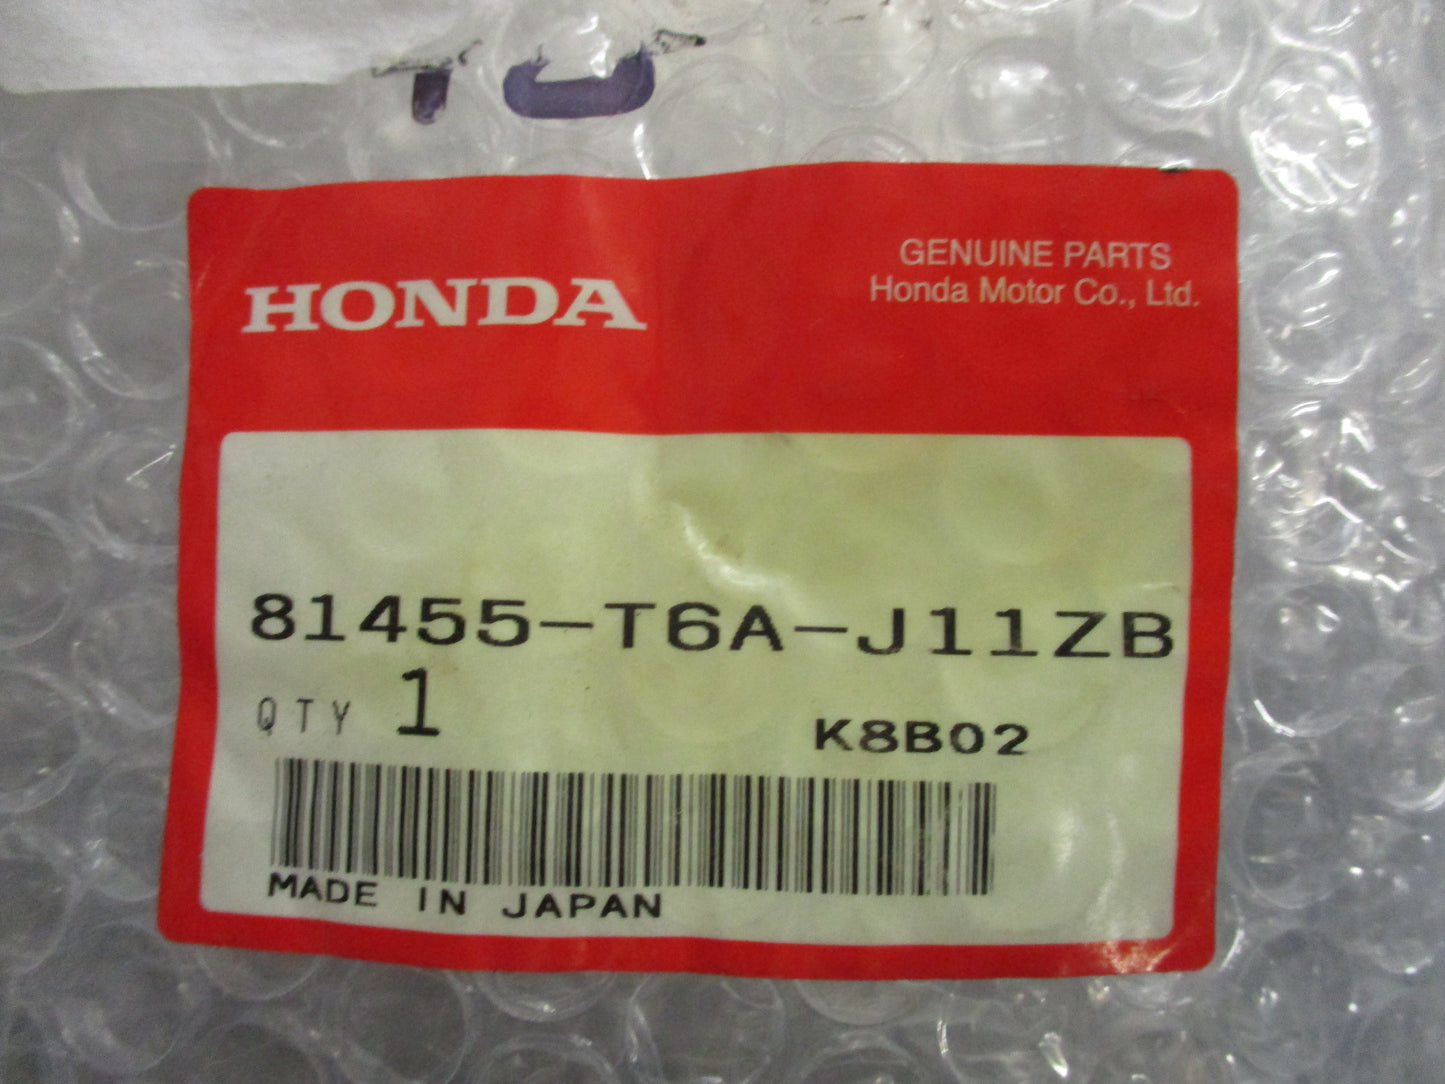 HONDA
GENUINE PARTS
Honda Motor Co., Ltd.
81455-T6A-J11ZB
QTY 1
K8B02
MADE IN JAPAN